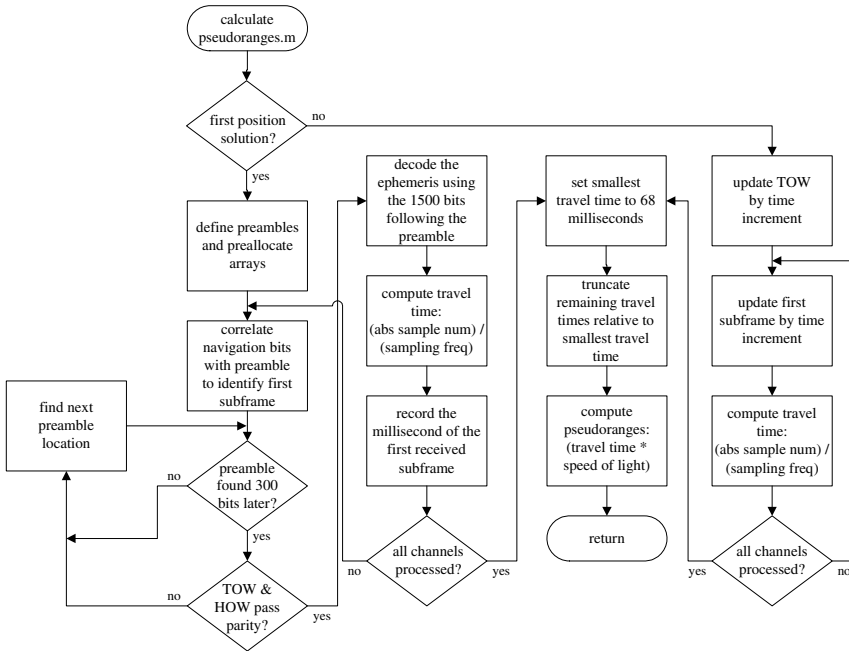 calculate
pseudoranges.m
first position
solution?
no
yes
define preambles
and preallocate
arrays
correlate
navigation bits
with preamble
to identify first
subframe
find next
preamble
location
preamble
found 300
bits later?
no
yes
TOW &
HOW pass
parity?
no
yes
decode the
ephemeris using
the 1500 bits
following the
preamble
compute travel
time:
(abs sample num) /
(sampling freq)
record the
millisecond of the
first received
subframe
all channels
processed?
no
yes
set smallest
travel time to 68
milliseconds
truncate
remaining travel
times relative to
smallest travel
time
compute
pseudoranges:
(travel time *
speed of light)
return
update TOW
by time
increment
update first
subframe by time
increment
compute travel
time:
(abs sample num) /
(sampling freq)
all channels
processed?
yes
no